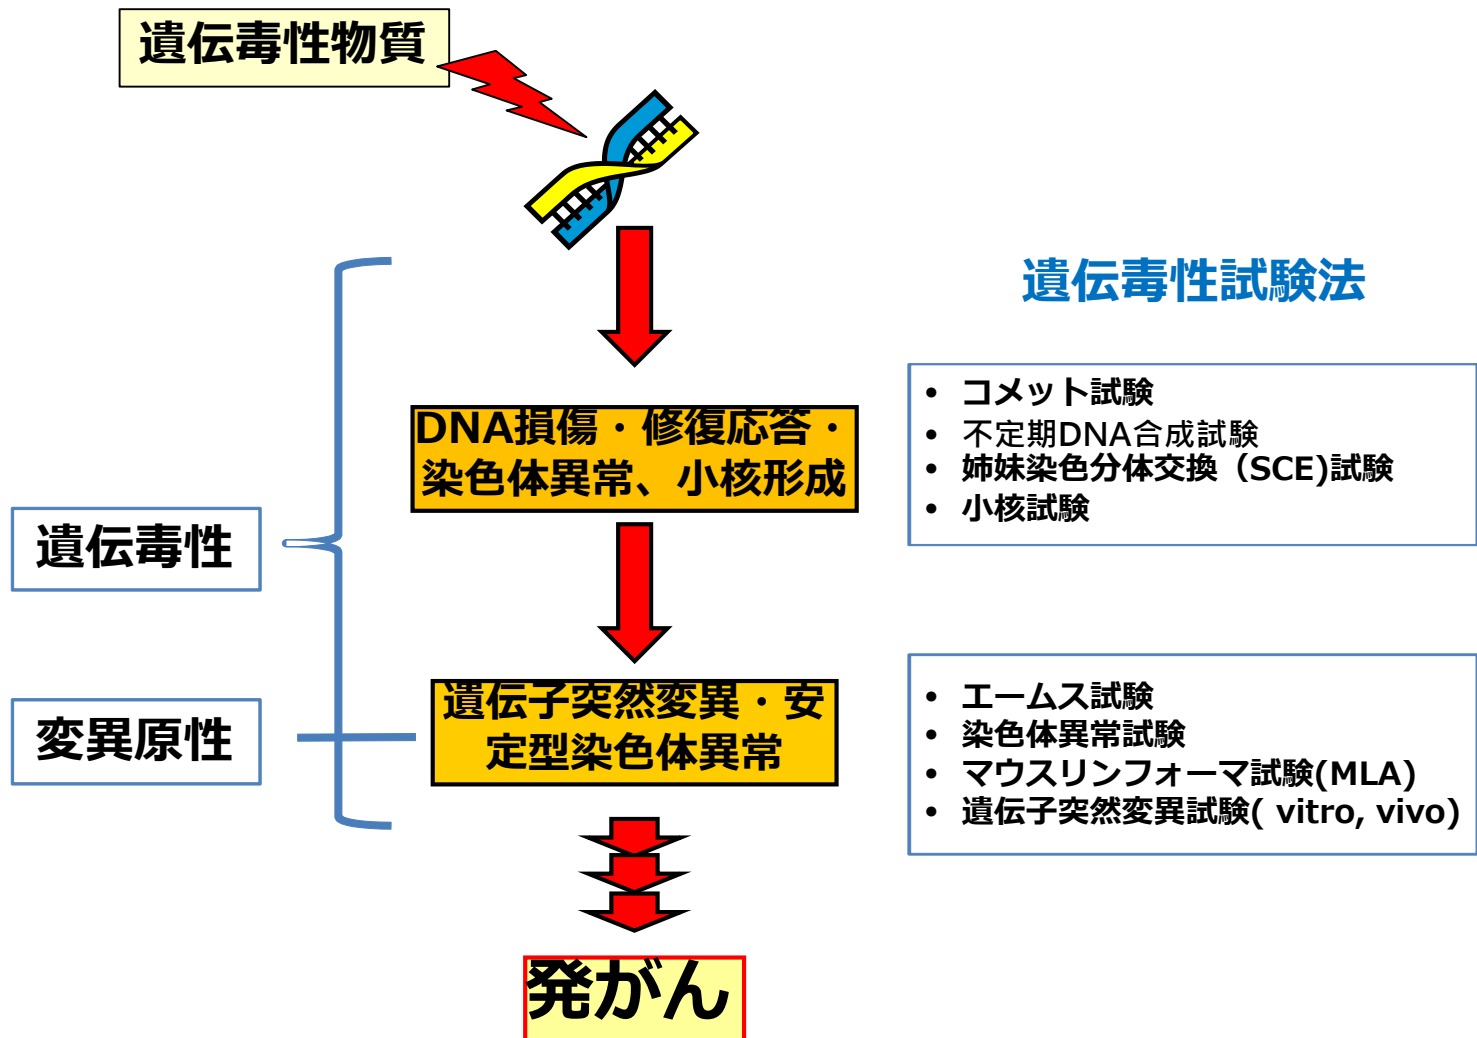 遺伝毒性物質
遺伝毒性試験法
DNA損傷・修復応答・
染色体異常、小核形成
• コメット試験
• 不定期DNA合成試験
• 姉妹染色分体交換（SCE)試験
• 小核試験
遺伝毒性
遺伝子突然変異・安
定型染色体異常
変異原性
• エームス試験
• 染色体異常試験
• マウスリンフォーマ試験(MLA)
• 遺伝子突然変異試験( vitro, vivo)
発がん